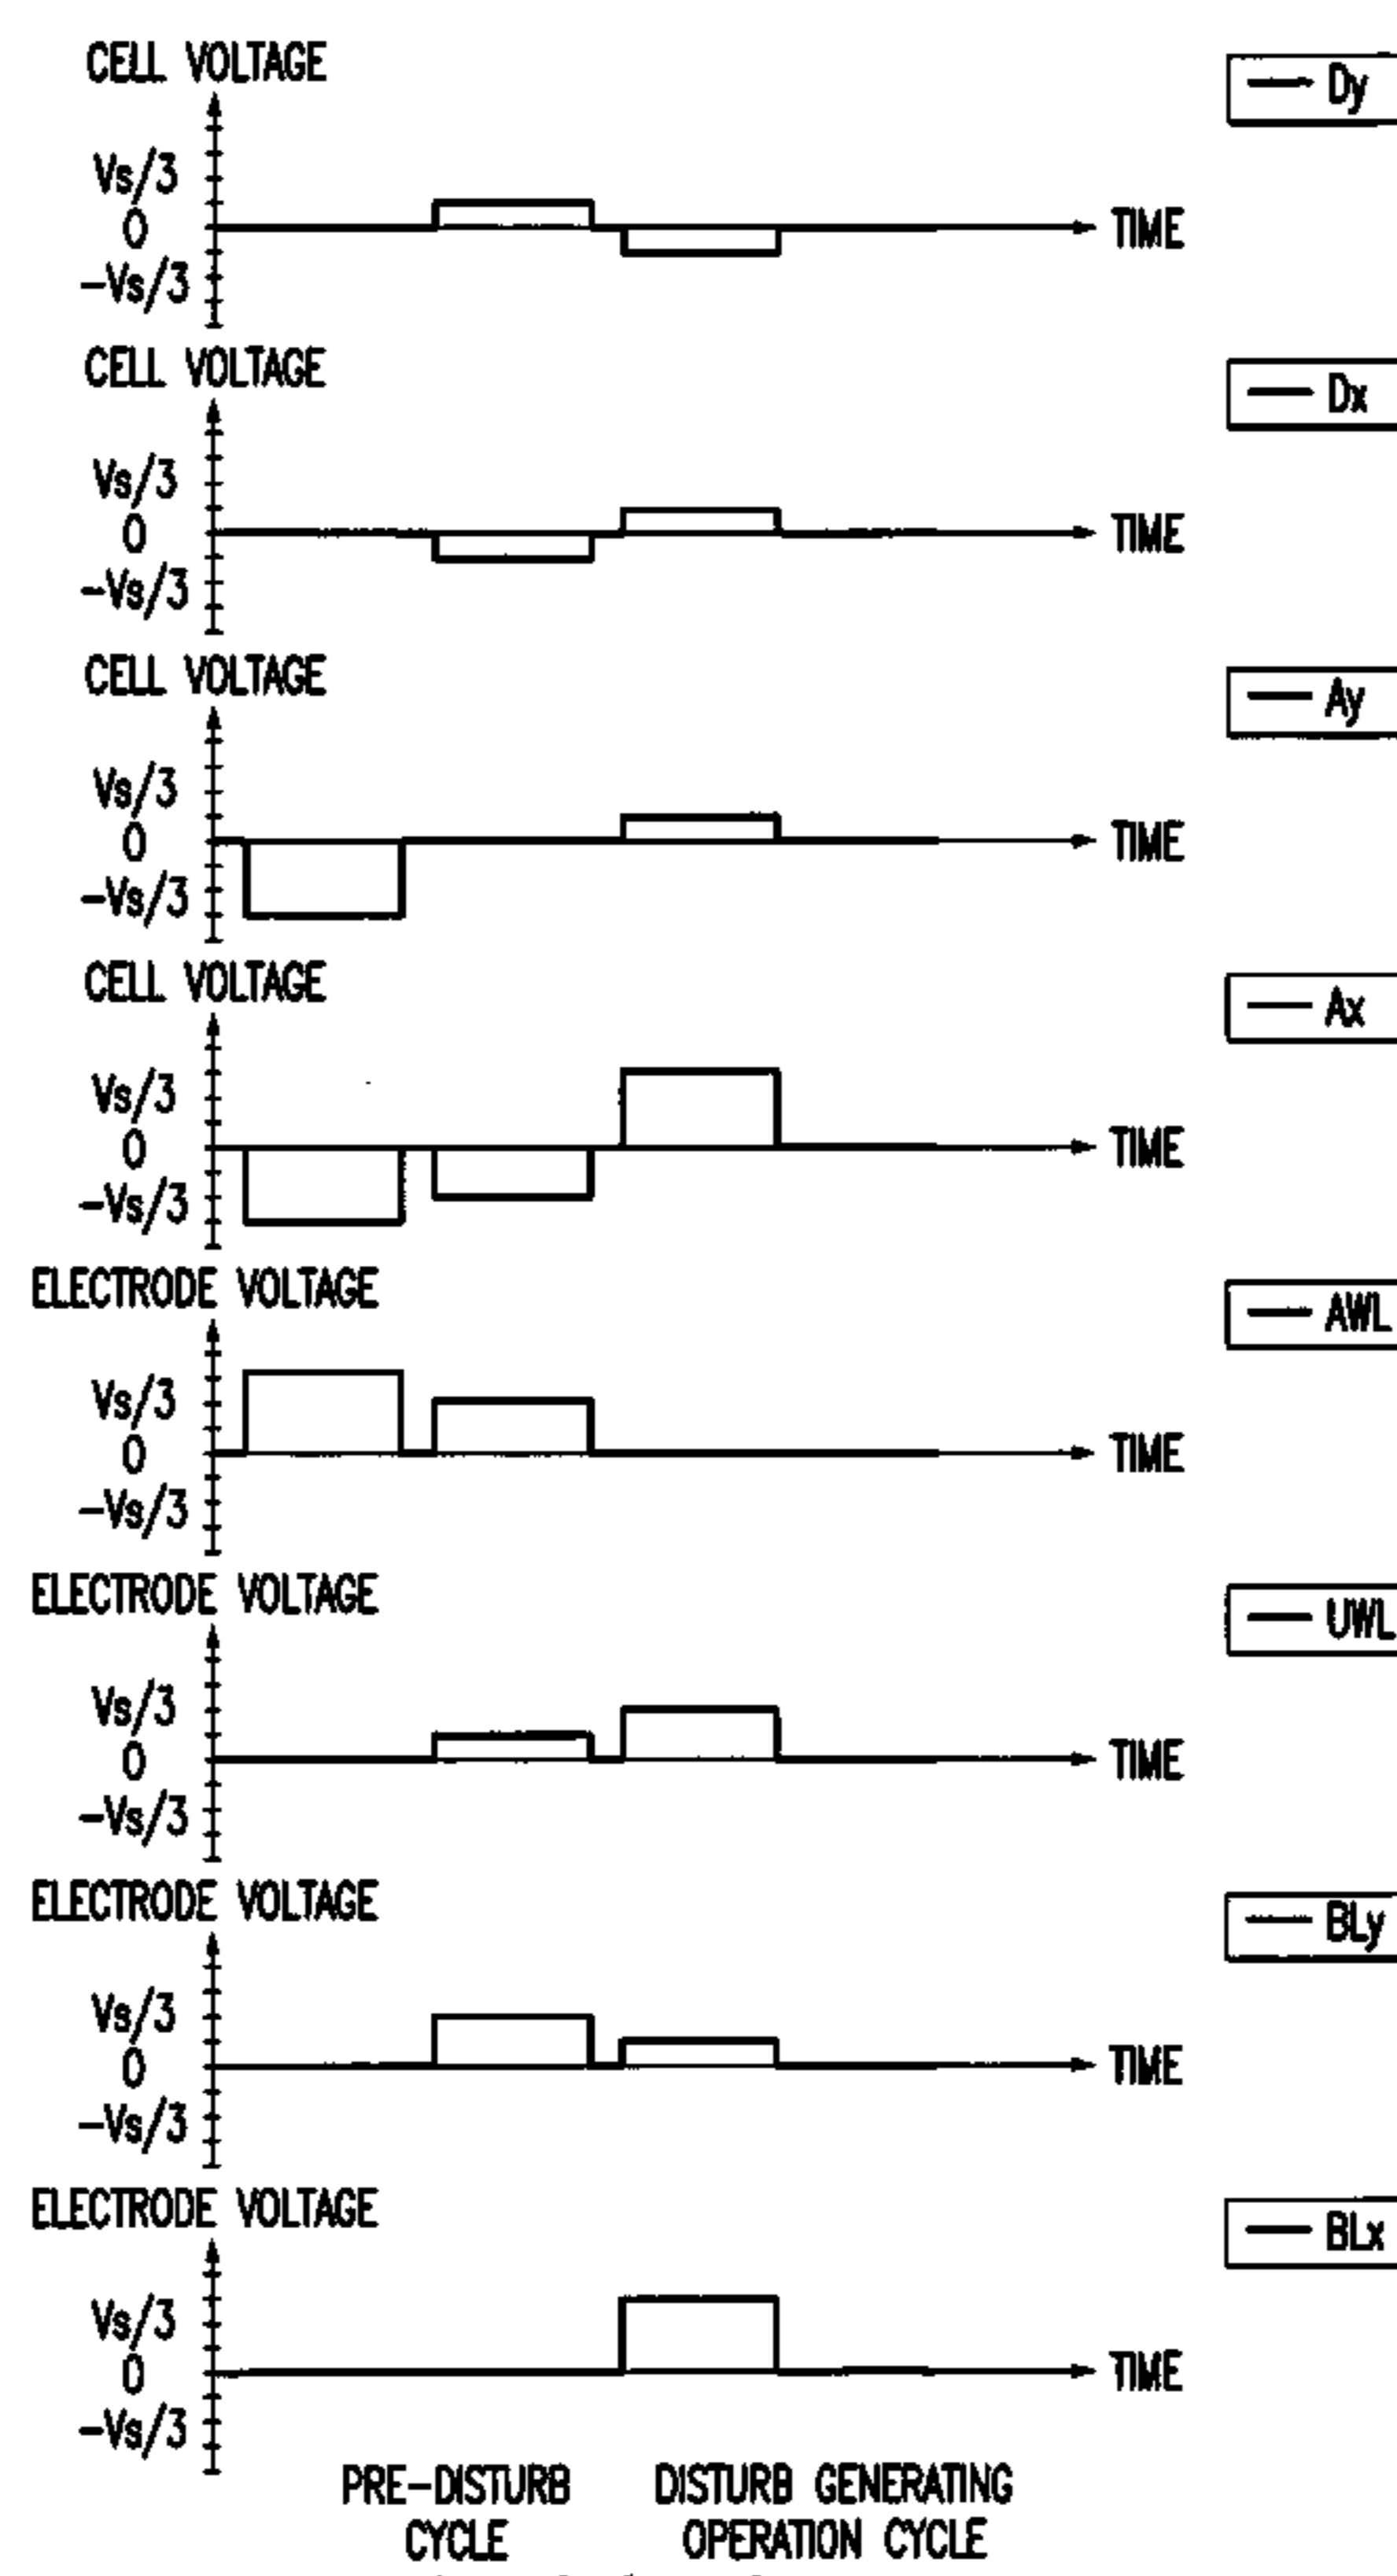 CELL VOLTAGE
Dy
Vs/3
0
-Vs/3
TIME
CELL VOLTAGE
Dx
Vs/3
0
-Vs/3
TIME
CELL VOLTAGE
Ay
Vs/3
0
-Vs/3
TIME
CELL VOLTAGE
Ax
Vs/3
0
-Vs/3
TIME
ELECTRODE VOLTAGE
AWL
Vs/3
0
-Vs/3
TIME
ELECTRODE VOLTAGE
UWL
Vs/3
0
-Vs/3
TIME
ELECTRODE VOLTAGE
BLy
Vs/3
0
-Vs/3
TIME
ELECTRODE VOLTAGE
BLx
Vs/3
0
-Vs/3
TIME
PRE-DISTURB
CYCLE
DISTURB GENERATING
OPERATION CYCLE